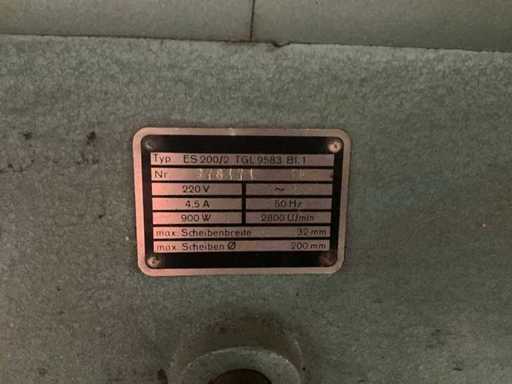 Typ ES 200/2 TGL 9583 Bl. 1
Nr
220 V ~
4,5 A 50 Hz
900 W 2800 U/min
max. Scheibenbreite 32 mm
max. Scheiben Ø 200 mm